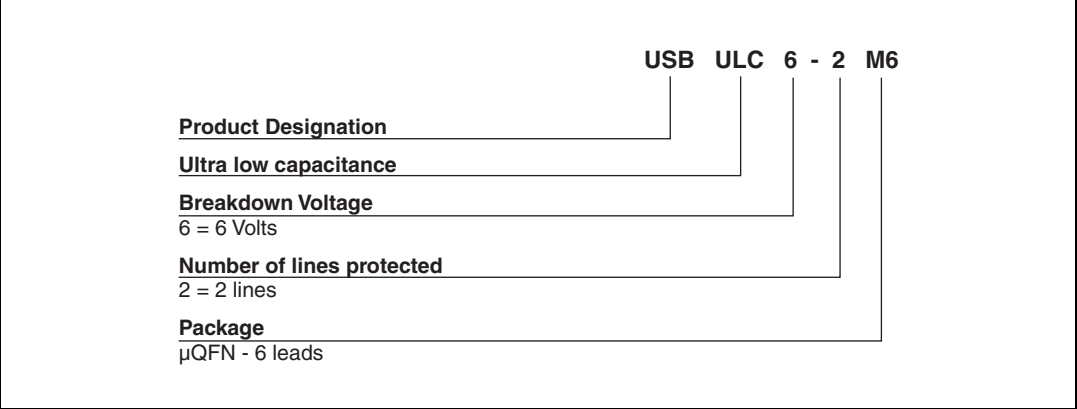 USB ULC 6 - 2 M6
Product Designation
Ultra low capacitance
Breakdown Voltage
6 = 6 Volts
Number of lines protected
2 = 2 lines
Package
µQFN - 6 leads